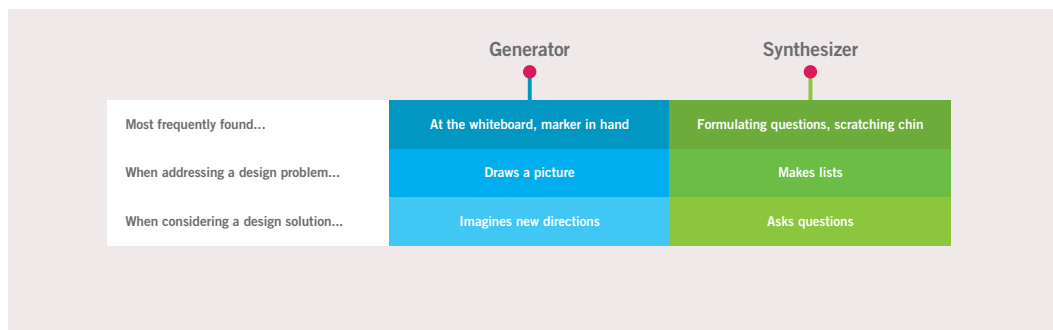 Generator
Synthesizer
Most frequently found...
At the whiteboard, marker in hand
Formulating questions, scratching chin
When addressing a design problem...
Draws a picture
Makes lists
When considering a design solution...
Imagines new directions
Asks questions